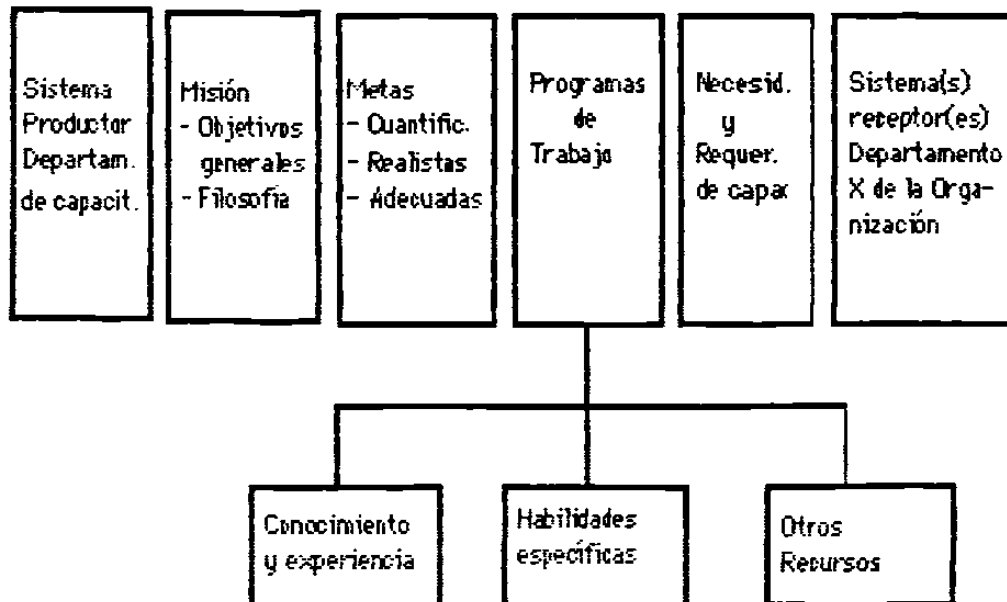 Sistema
Productor
Departam.
de capacit.
Misión
- Objetivos
generales
- Filosofía
Metas
- Quantific.
- Realistas
- Adecuadas
Programas
de
Trabajo
Necesid.
y
Requer.
de capac
Sistema(s)
receptor(es)
Departamento
X de la Orga-
nización
Conocimiento
y experiencia
Habilidades
específicas
Otros
Recursos